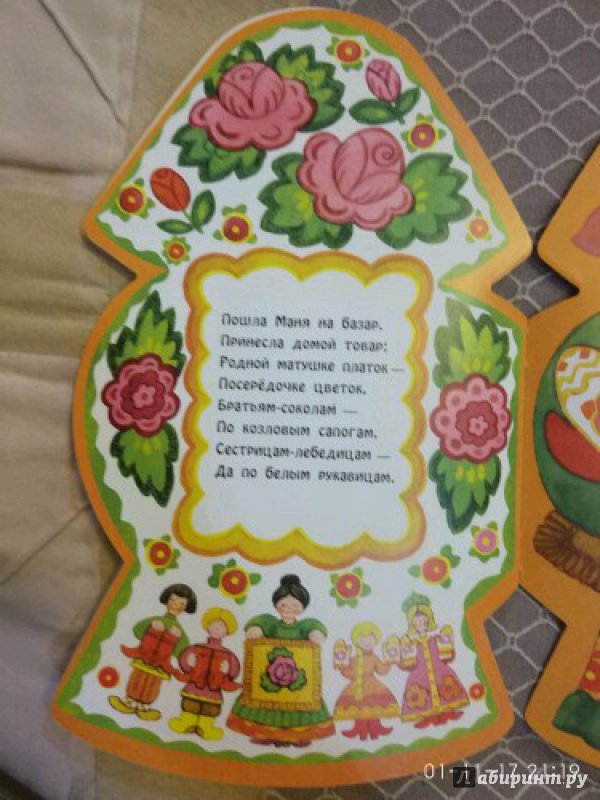 Пошла Маня на базар,
Принесла домой товар:
Родной матушке платок —
Посерёдочке цветок,
Братьям-соколам —
По козловым сапогам,
Сестрицам-лебедицам —
Да по белым рукавицам.
01-11-17 21:19
Лабиринт.ру